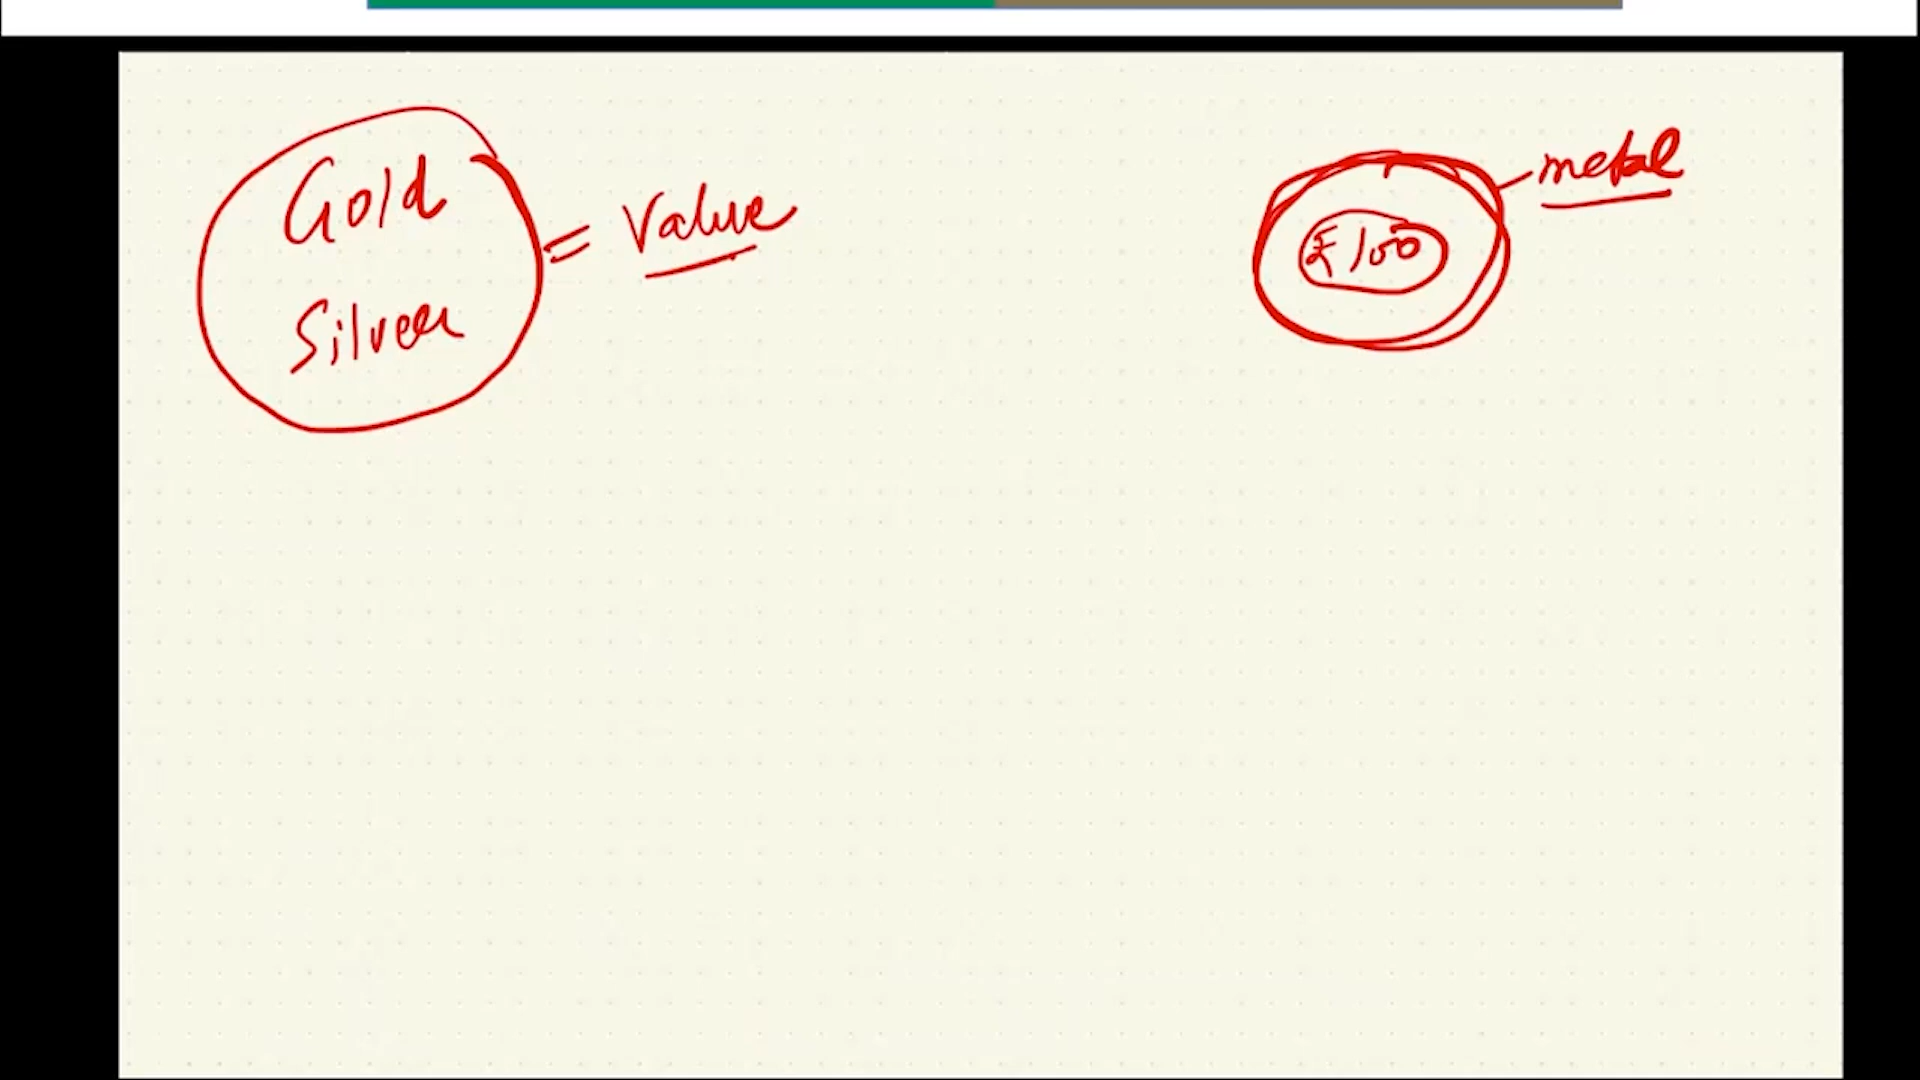 Gold
Silver
= Value
₹100
metal